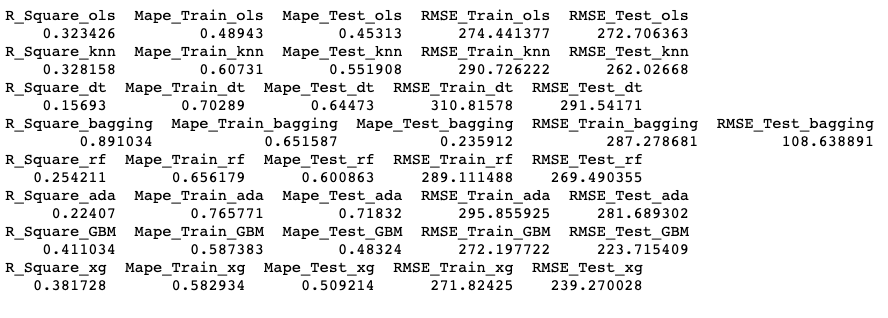 R_Square_ols Mape_Train_ols Mape_Test_ols RMSE_Train_ols RMSE_Test_ols
0.323426 0.48943 0.45313 274.441377 272.706363
R_Square_knn Mape_Train_knn Mape_Test_knn RMSE_Train_knn RMSE_Test_knn
0.328158 0.60731 0.551908 290.726222 262.02668
R_Square_dt Mape_Train_dt Mape_Test_dt RMSE_Train_dt RMSE_Test_dt
0.15693 0.70289 0.64473 310.81578 291.54171
R_Square_bagging Mape_Train_bagging Mape_Test_bagging RMSE_Train_bagging RMSE_Test_bagging
0.891034 0.651587 0.235912 287.278681 108.638891
R_Square_rf Mape_Train_rf Mape_Test_rf RMSE_Train_rf RMSE_Test_rf
0.254211 0.656179 0.600863 289.111488 269.490355
R_Square_ada Mape_Train_ada Mape_Test_ada RMSE_Train_ada RMSE_Test_ada
0.22407 0.765771 0.71832 295.855925 281.689302
R_Square_GBM Mape_Train_GBM Mape_Test_GBM RMSE_Train_GBM RMSE_Test_GBM
0.411034 0.587383 0.48324 272.197722 223.715409
R_Square_xg Mape_Train_xg Mape_Test_xg RMSE_Train_xg RMSE_Test_xg
0.381728 0.582934 0.509214 271.82425 239.270028